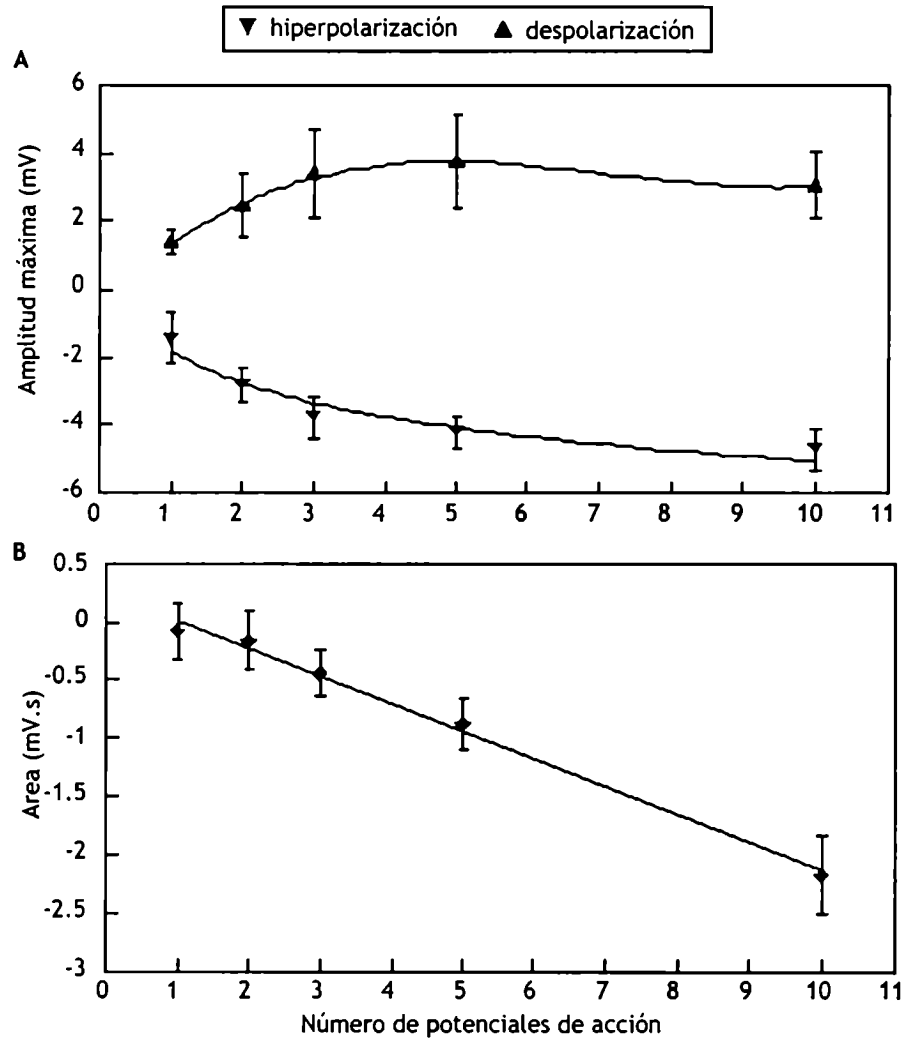 ▼ hiperpolarización ▲ despolarización
A
6
4
2
0
-2
-4
-6
Amplitud máxima (mV)
0 1 2 3 4 5 6 7 8 9 10 11
B
0.5
0
-0.5
-1
-1.5
-2
-2.5
-3
Area (mV.s)
0 1 2 3 4 5 6 7 8 9 10 11
Número de potenciales de acción